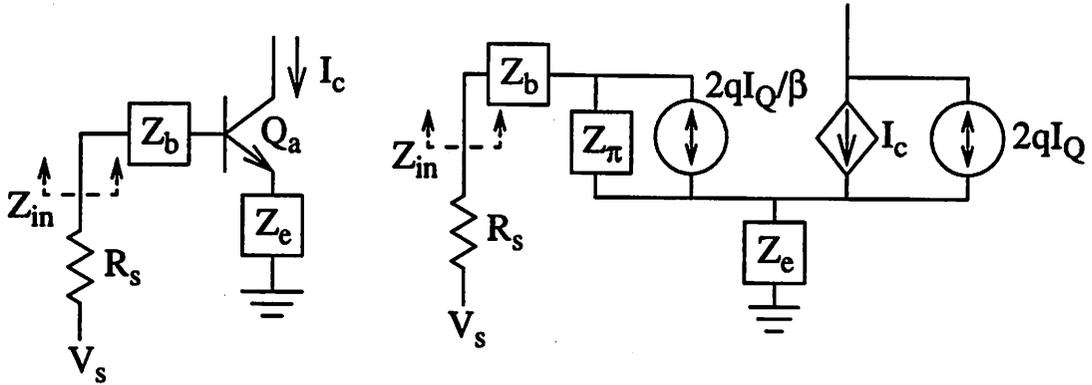 I_c
Z_b
Q_a
Z_in
Z_e
R_s
V_s
Z_b
2qI_Q/β
Z_in
Z_π
I_c
2qI_Q
R_s
Z_e
V_s